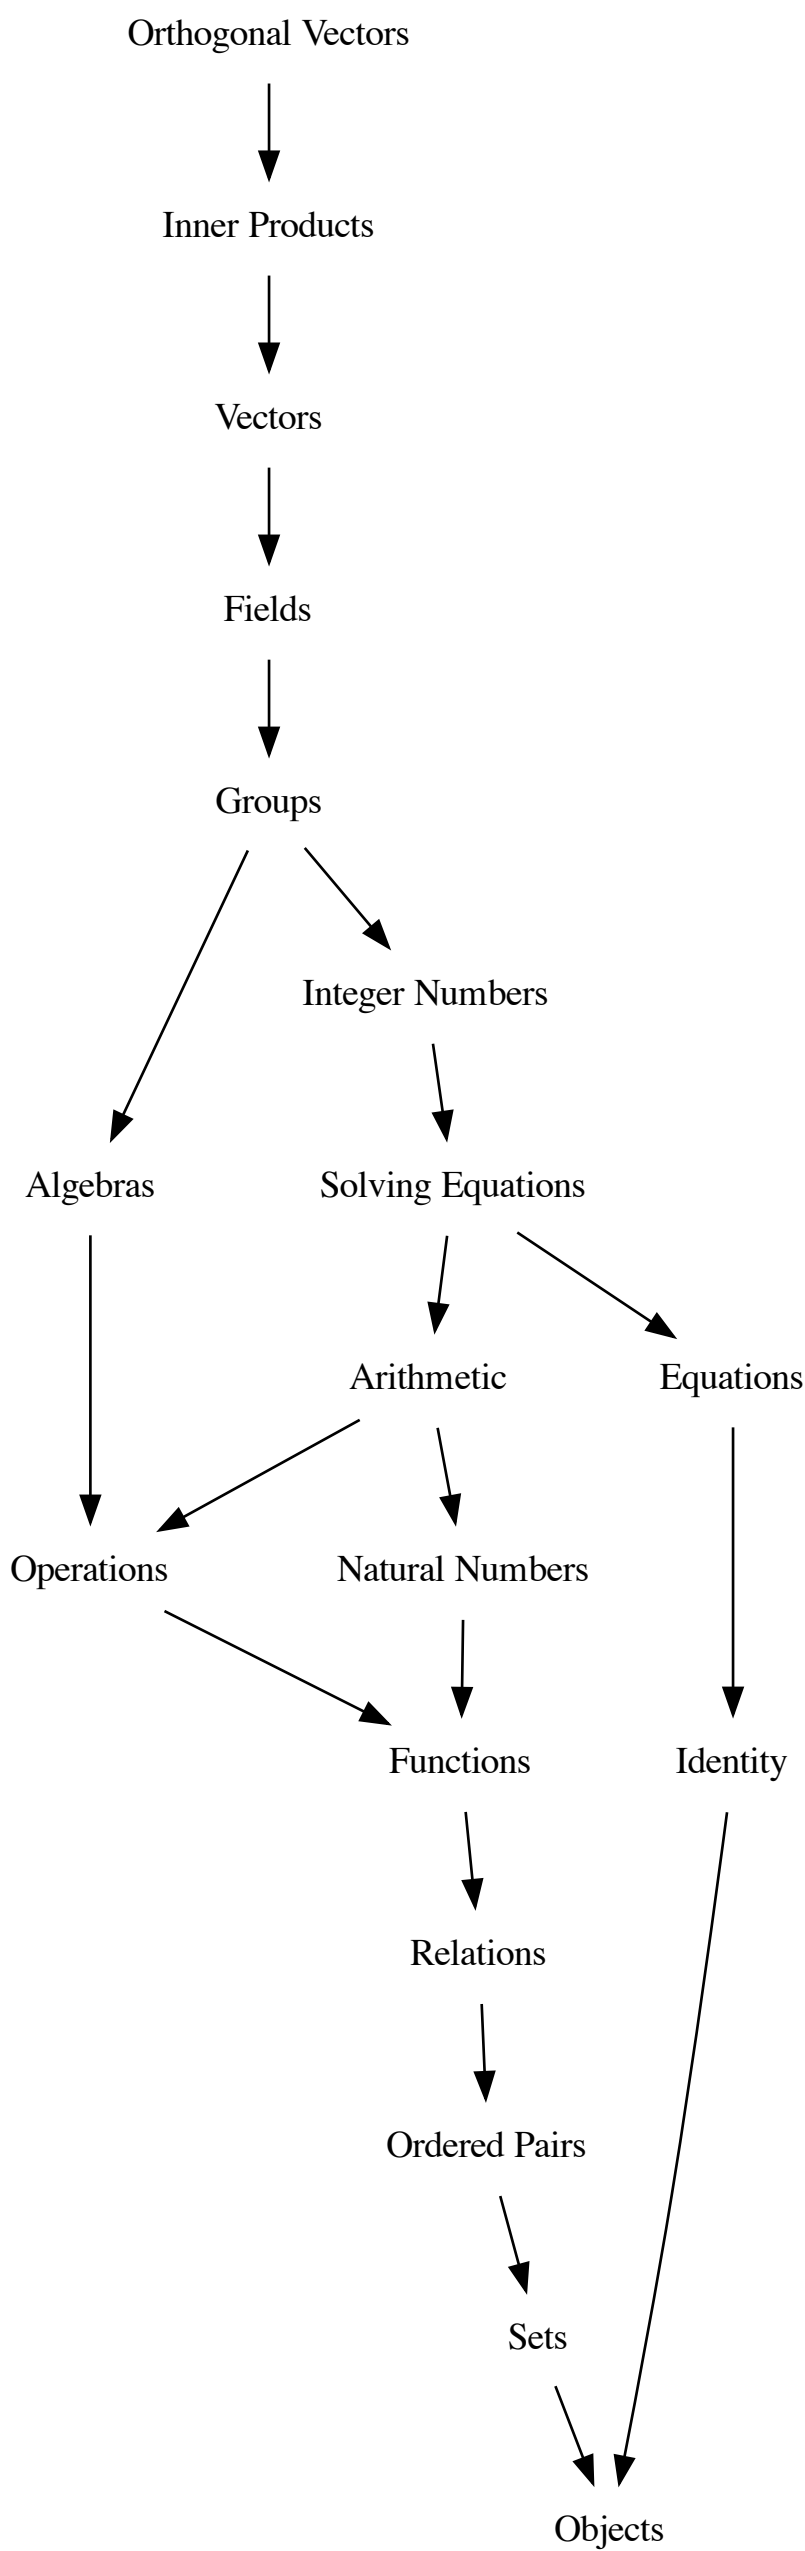 Orthogonal Vectors
Inner Products
Vectors
Fields
Groups
Integer Numbers
Algebras
Solving Equations
Arithmetic
Equations
Operations
Natural Numbers
Functions
Identity
Relations
Ordered Pairs
Sets
Objects